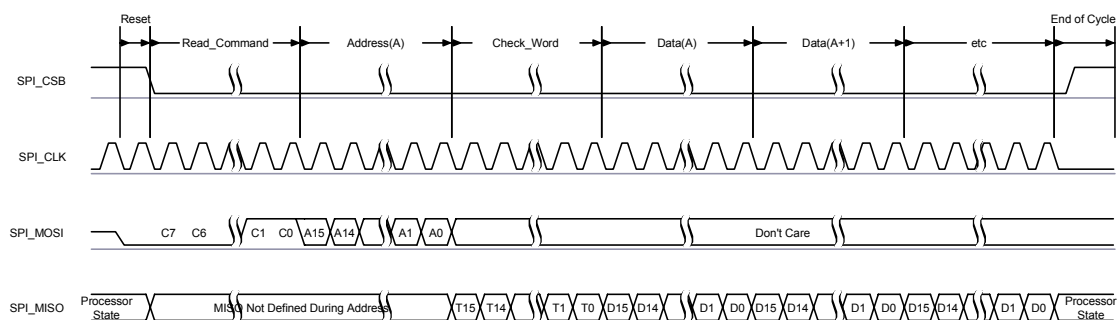 Reset
End of Cycle
Read_Command Address(A) Check_Word Data(A) Data(A+1) etc
SPI_CSB
SPI_CLK
SPI_MOSI C7 C6 C1 C0 A15 A14 A1 A0 Don't Care
SPI_MISO Processor State MISO Not Defined During Address T15 T14 T1 T0 D15 D14 D1 D0 D15 D14 D1 D0 D15 D14 D1 D0 Processor State